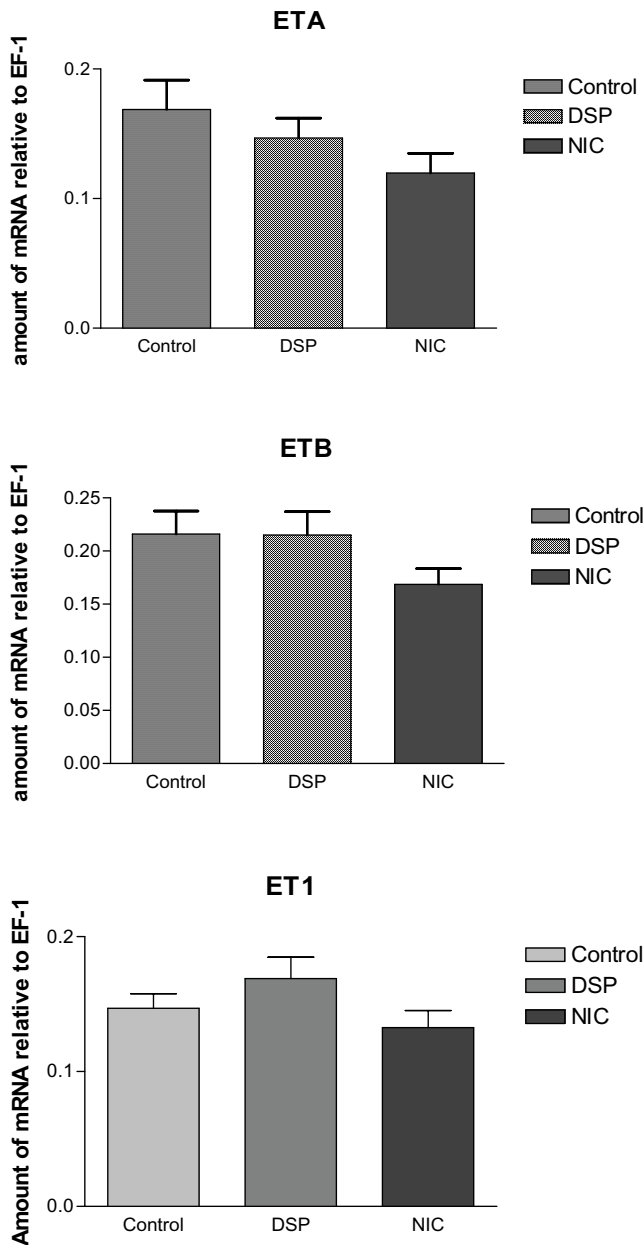 ETA
amount of mRNA relative to EF-1
0.2
0.1
0.0
Control
DSP
NIC
Control
DSP
NIC
ETB
amount of mRNA relative to EF-1
0.25
0.20
0.15
0.10
0.05
0.00
Control
DSP
NIC
Control
DSP
NIC
ET1
Amount of mRNA relative to EF-1
0.2
0.1
0.0
Control
DSP
NIC
Control
DSP
NIC